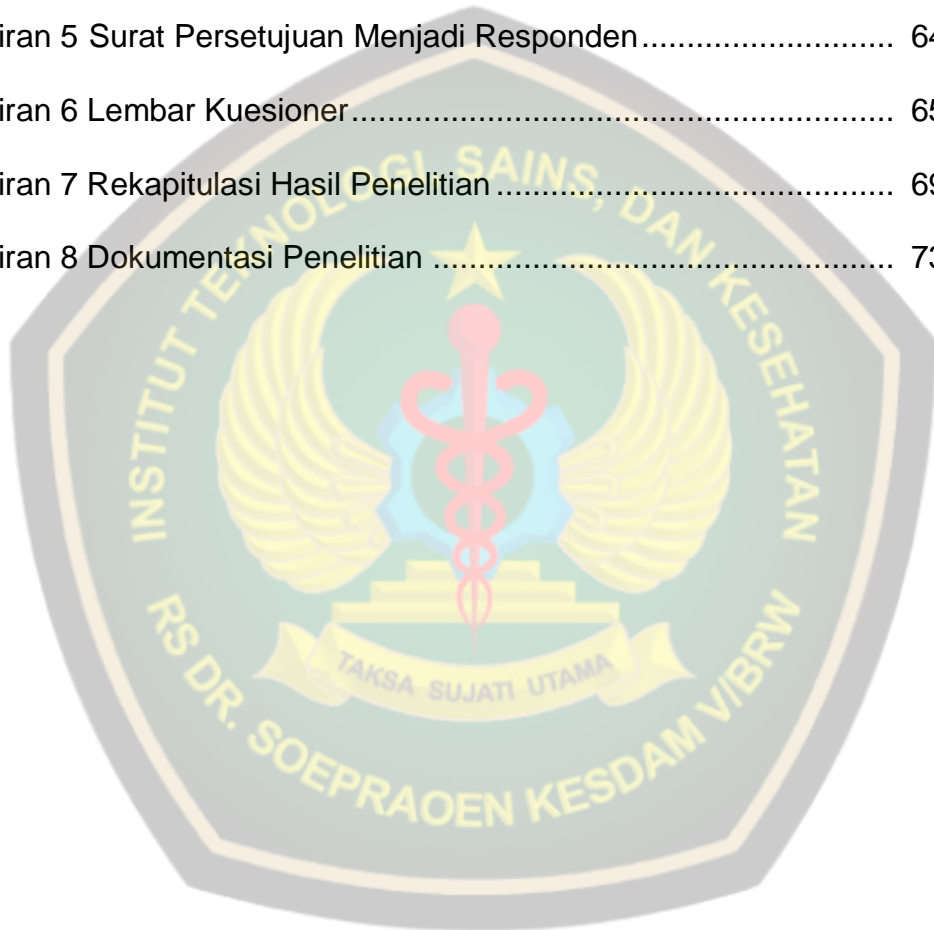 iran 5 Surat Persetujuan Menjadi Responden............................ 64
iran 6 Lembar Kuesioner............................................................ 65
iran 7 Rekapitulasi Hasil Penelitian ............................................ 69
iran 8 Dokumentasi Penelitian ................................................... 73
INSTITUT TEKNOLOGI, SAINS, DAN KESEHATAN
TAKSA SUJATI UTAMA
RS DR. SOEPRAOEN KESDAM V/BRW